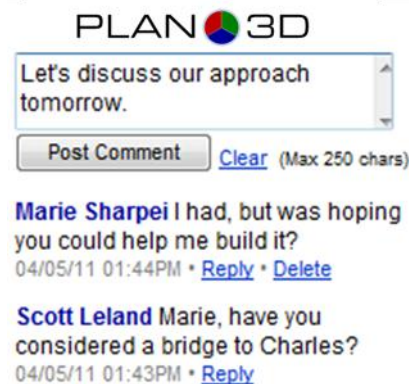 PLAN 3D
Let's discuss our approach
tomorrow.
Post Comment Clear (Max 250 chars)
Marie Sharpei I had, but was hoping
you could help me build it?
04/05/11 01:44PM • Reply • Delete
Scott Leland Marie, have you
considered a bridge to Charles?
04/05/11 01:43PM • Reply